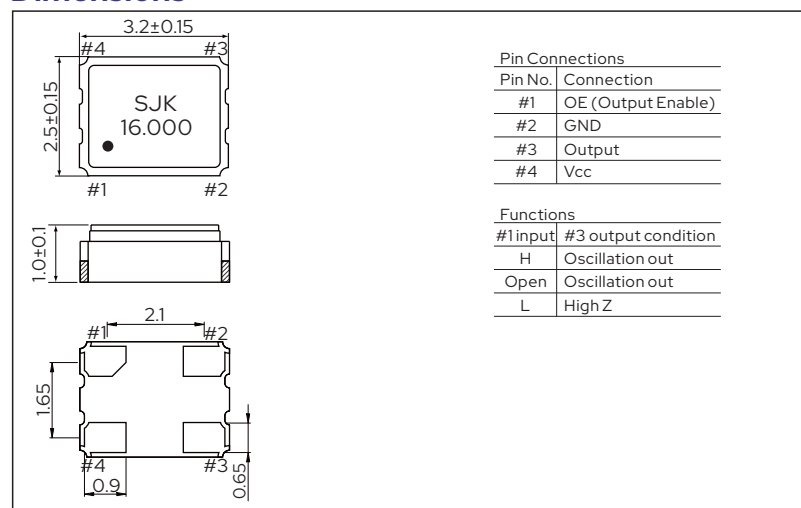 3.2±0.15
#4 #3
2.5±0.15
SJK
16.000
#1 #2
1.0±0.1
2.1
#1 #2
1.65
#4 #3
0.9
0.65
Pin Connections
Pin No. Connection
#1 OE (Output Enable)
#2 GND
#3 Output
#4 Vcc
Functions
#1 input #3 output condition
H Oscillation out
Open Oscillation out
L High Z